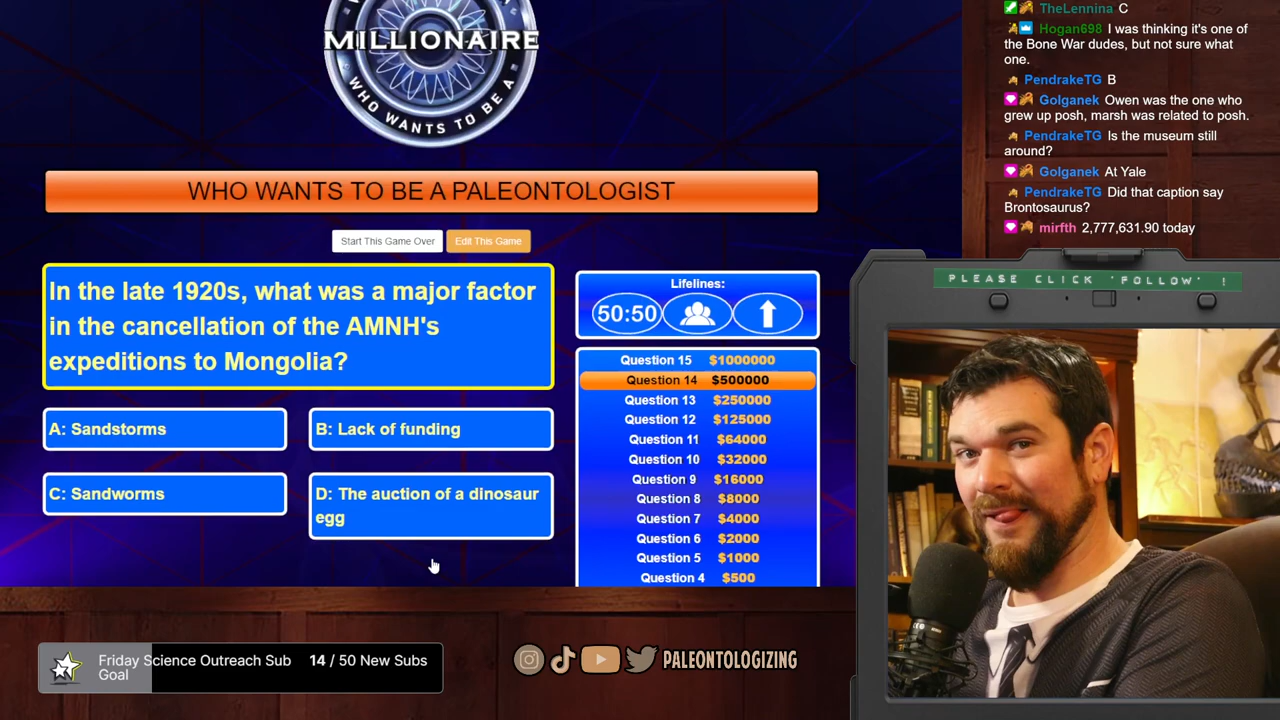 MILLIONAIRE
WHO WANTS TO BE A
WHO WANTS TO BE A PALEONTOLOGIST
Start This Game Over
Edit This Game
In the late 1920s, what was a major factor
in the cancellation of the AMNH's
expeditions to Mongolia?
A: Sandstorms
B: Lack of funding
C: Sandworms
D: The auction of a dinosaur
egg
Lifelines:
50:50
Question 15 $1000000
Question 14 $500000
Question 13 $250000
Question 12 $125000
Question 11 $64000
Question 10 $32000
Question 9 $16000
Question 8 $8000
Question 7 $4000
Question 6 $2000
Question 5 $1000
Question 4 $500
TheLennina C
Hogan698 I was thinking it's one of
the Bone War dudes, but not sure what
one.
PendrakeTG B
Golganek Owen was the one who
grew up posh, marsh was related to posh.
PendrakeTG Is the museum still
around?
Golganek At Yale
PendrakeTG Did that caption say
Brontosaurus?
mirfth 2,777,631.90 today
PLEASE CLICK "FOLLOW" !
Friday Science Outreach Sub
Goal
14 / 50 New Subs
PALEONTOLOGIZING